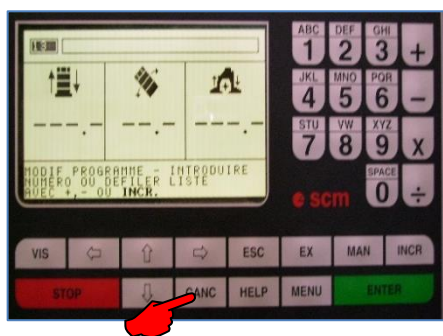 13
---.- ---.- ---.-
MODIF PROGRAMME - INTRODUIRE
NUMERO OU DEFILER LISTE
AVEC +,- OU INCR.
ABC DEF GHI
1 2 3 +
JKL MNO PQR
4 5 6 -
STU VW XYZ
7 8 9 X
SPACE
0 ÷
scm
VIS ESC EX MAN INCR
STOP CANC HELP MENU ENTER